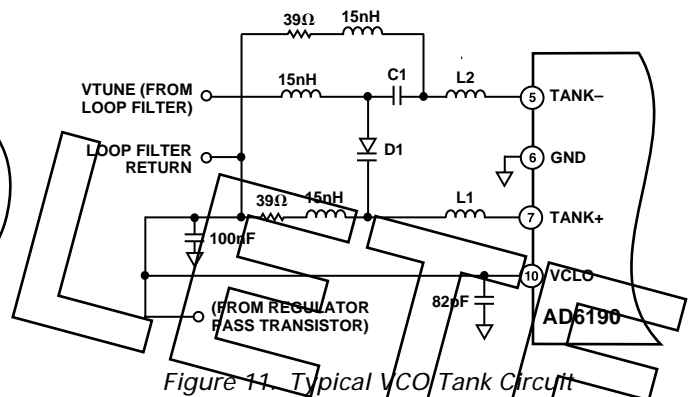 39Ω
15nH
15nH
C1
L2
VTUNE (FROM
LOOP FILTER)
5
TANK–
LOOP FILTER
RETURN
D1
6
GND
39Ω
15nH
L1
7
TANK+
100nF
10
VCLO
(FROM REGULATOR
PASS TRANSISTOR)
82pF
AD6190
Figure 11. Typical VCO Tank Circuit